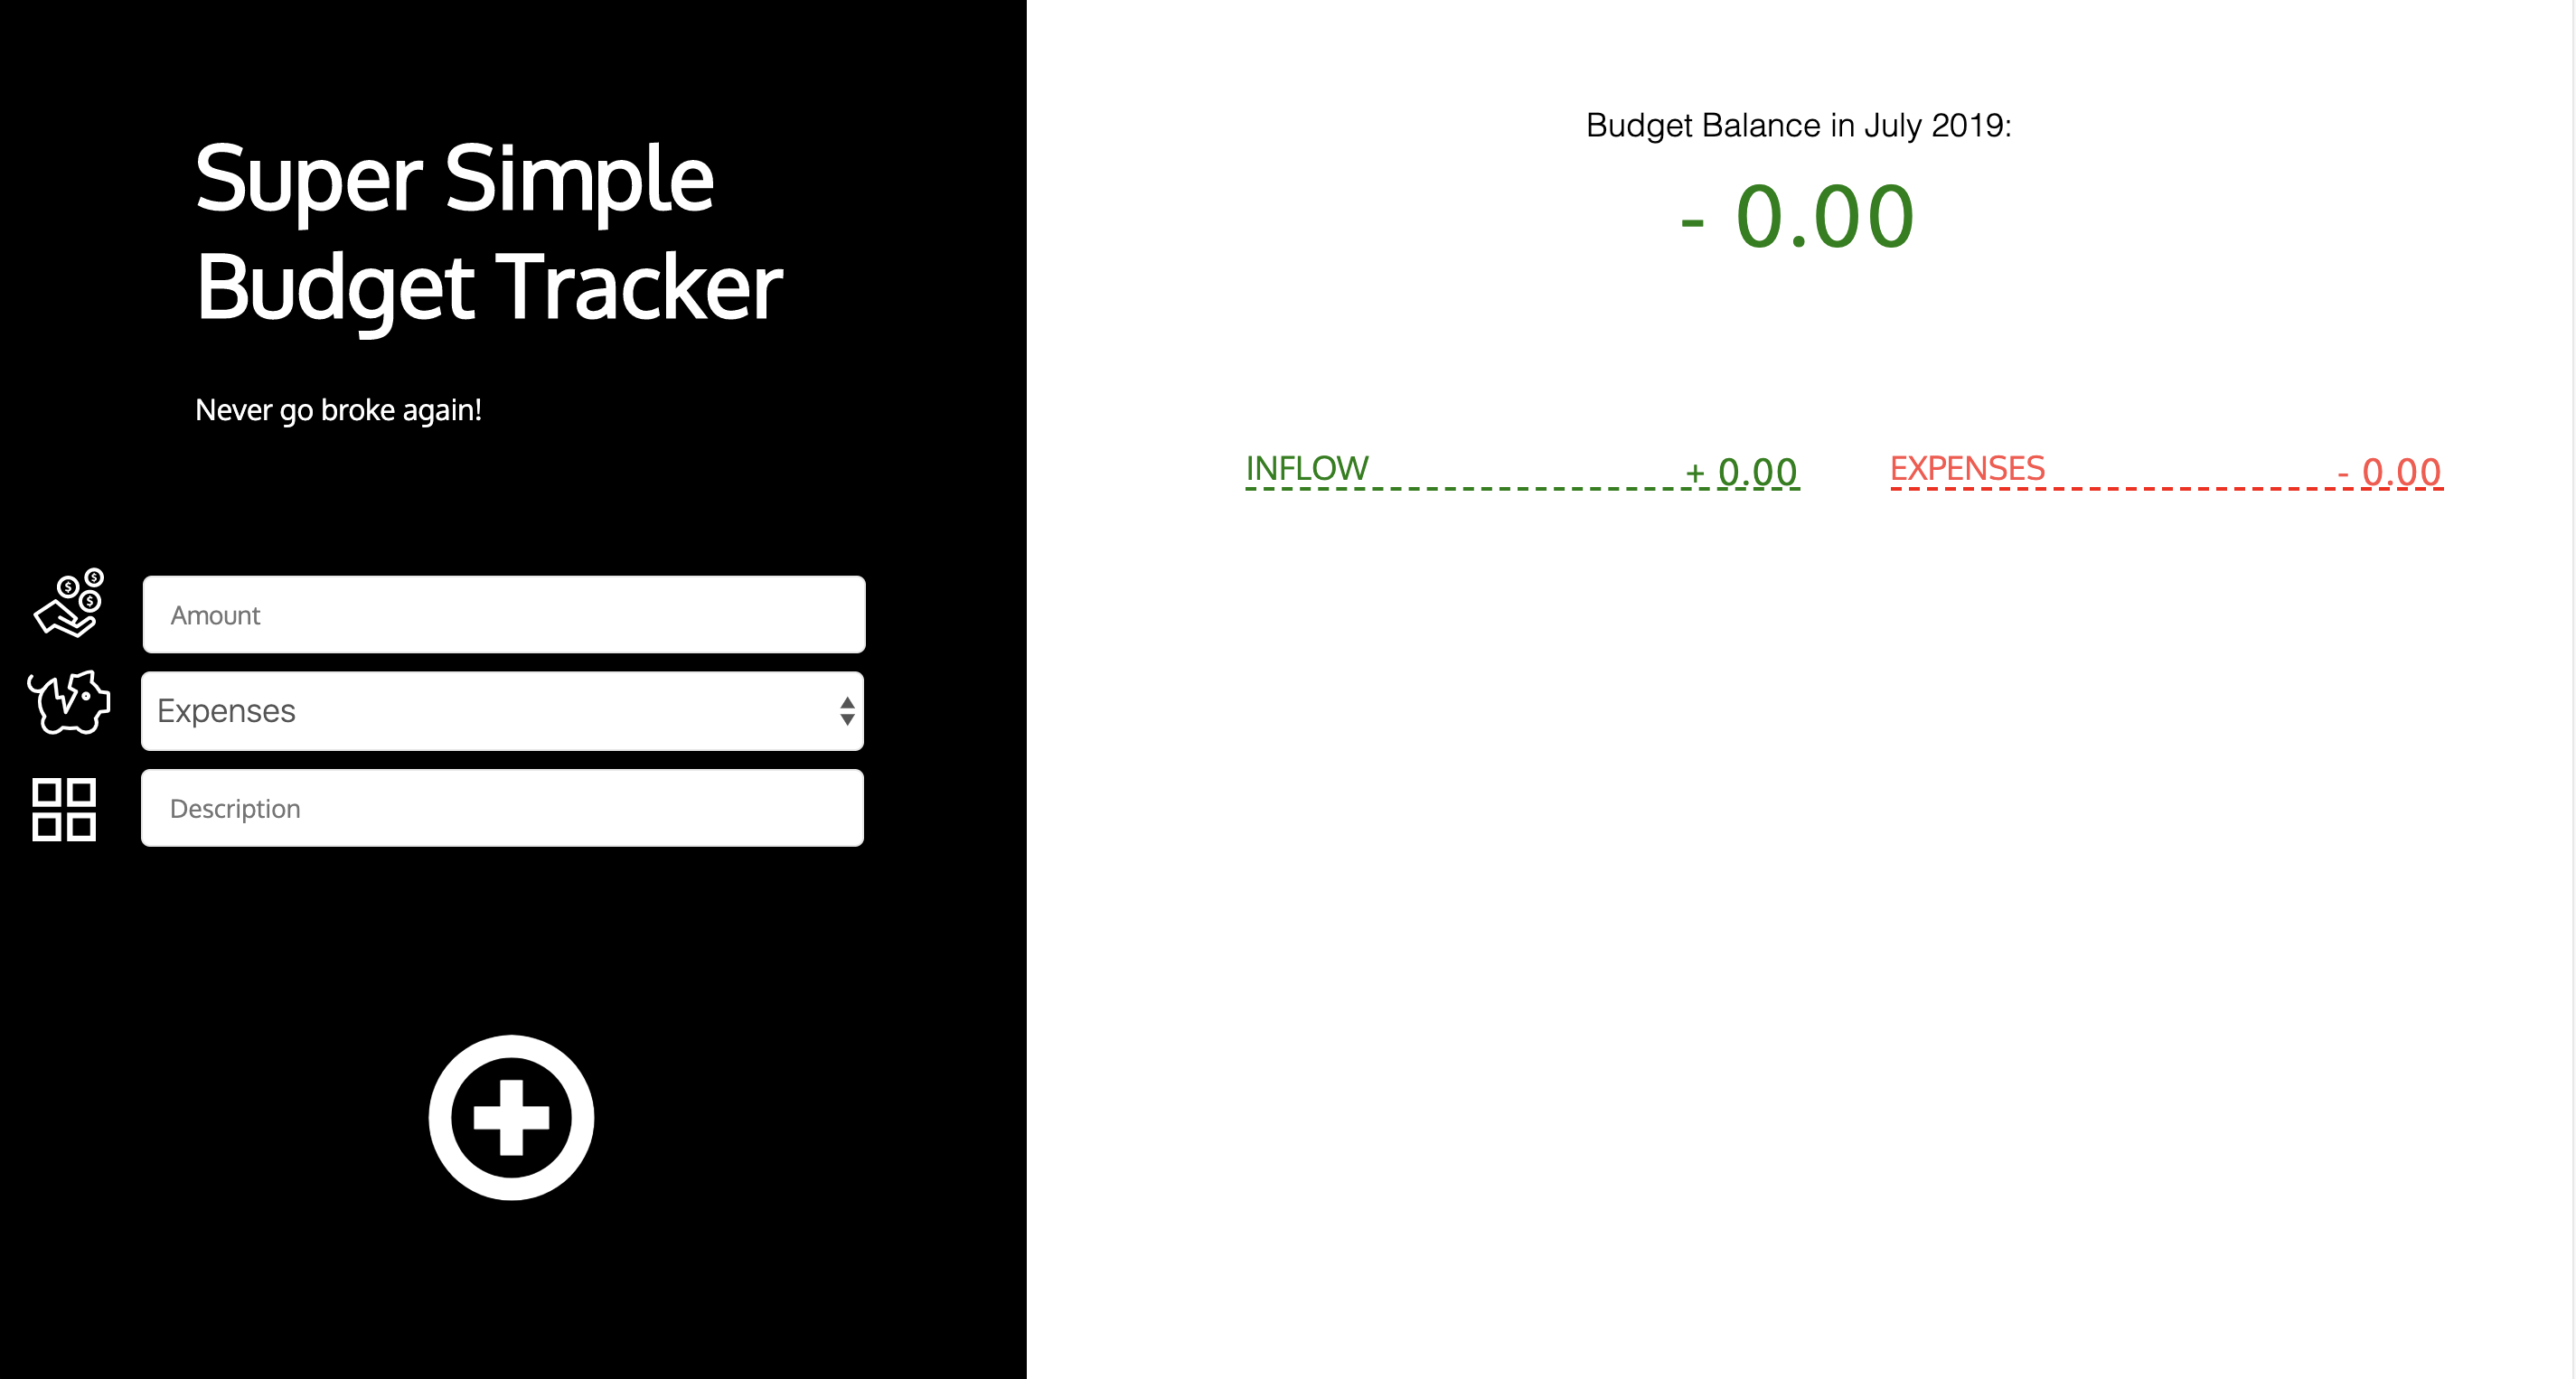 Super Simple
Budget Tracker
Never go broke again!
Amount
Expenses
Description
Budget Balance in July 2019:
- 0.00
INFLOW + 0.00
EXPENSES - 0.00